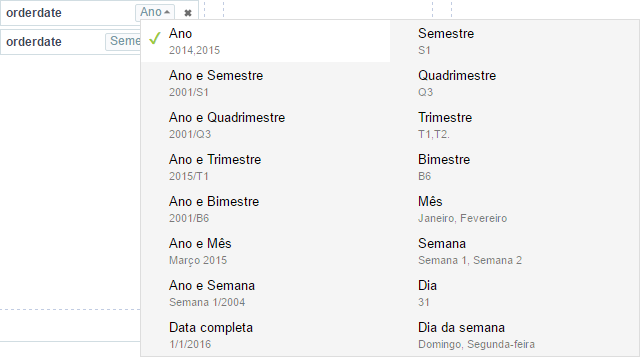 orderdate Ano
orderdate Seme
Ano
2014,2015
Ano e Semestre
2001/S1
Ano e Quadrimestre
2001/Q3
Ano e Trimestre
2015/T1
Ano e Bimestre
2001/B6
Ano e Mês
Março 2015
Ano e Semana
Semana 1/2004
Data completa
1/1/2016
Semestre
S1
Quadrimestre
Q3
Trimestre
T1,T2.
Bimestre
B6
Mês
Janeiro, Fevereiro
Semana
Semana 1, Semana 2
Dia
31
Dia da semana
Domingo, Segunda-feira